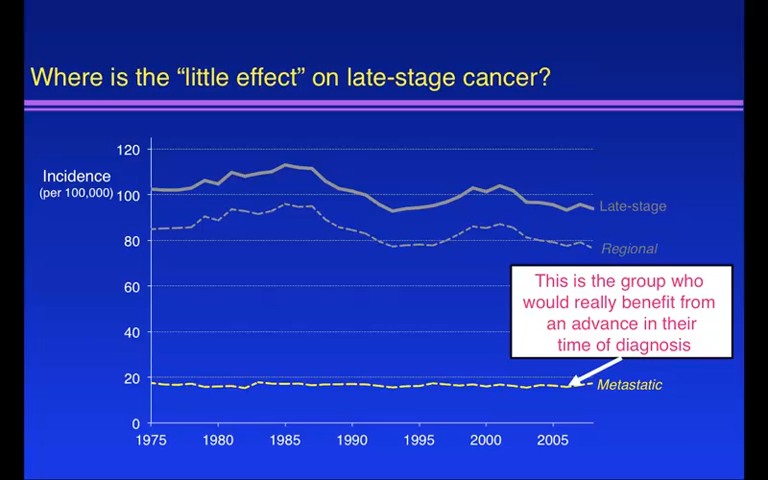 Where is the “little effect” on late-stage cancer?
Incidence
(per 100,000)
120
100
80
60
40
20
0
Late-stage
Regional
This is the group who
would really benefit from
an advance in their
time of diagnosis
Metastatic
1975 1980 1985 1990 1995 2000 2005